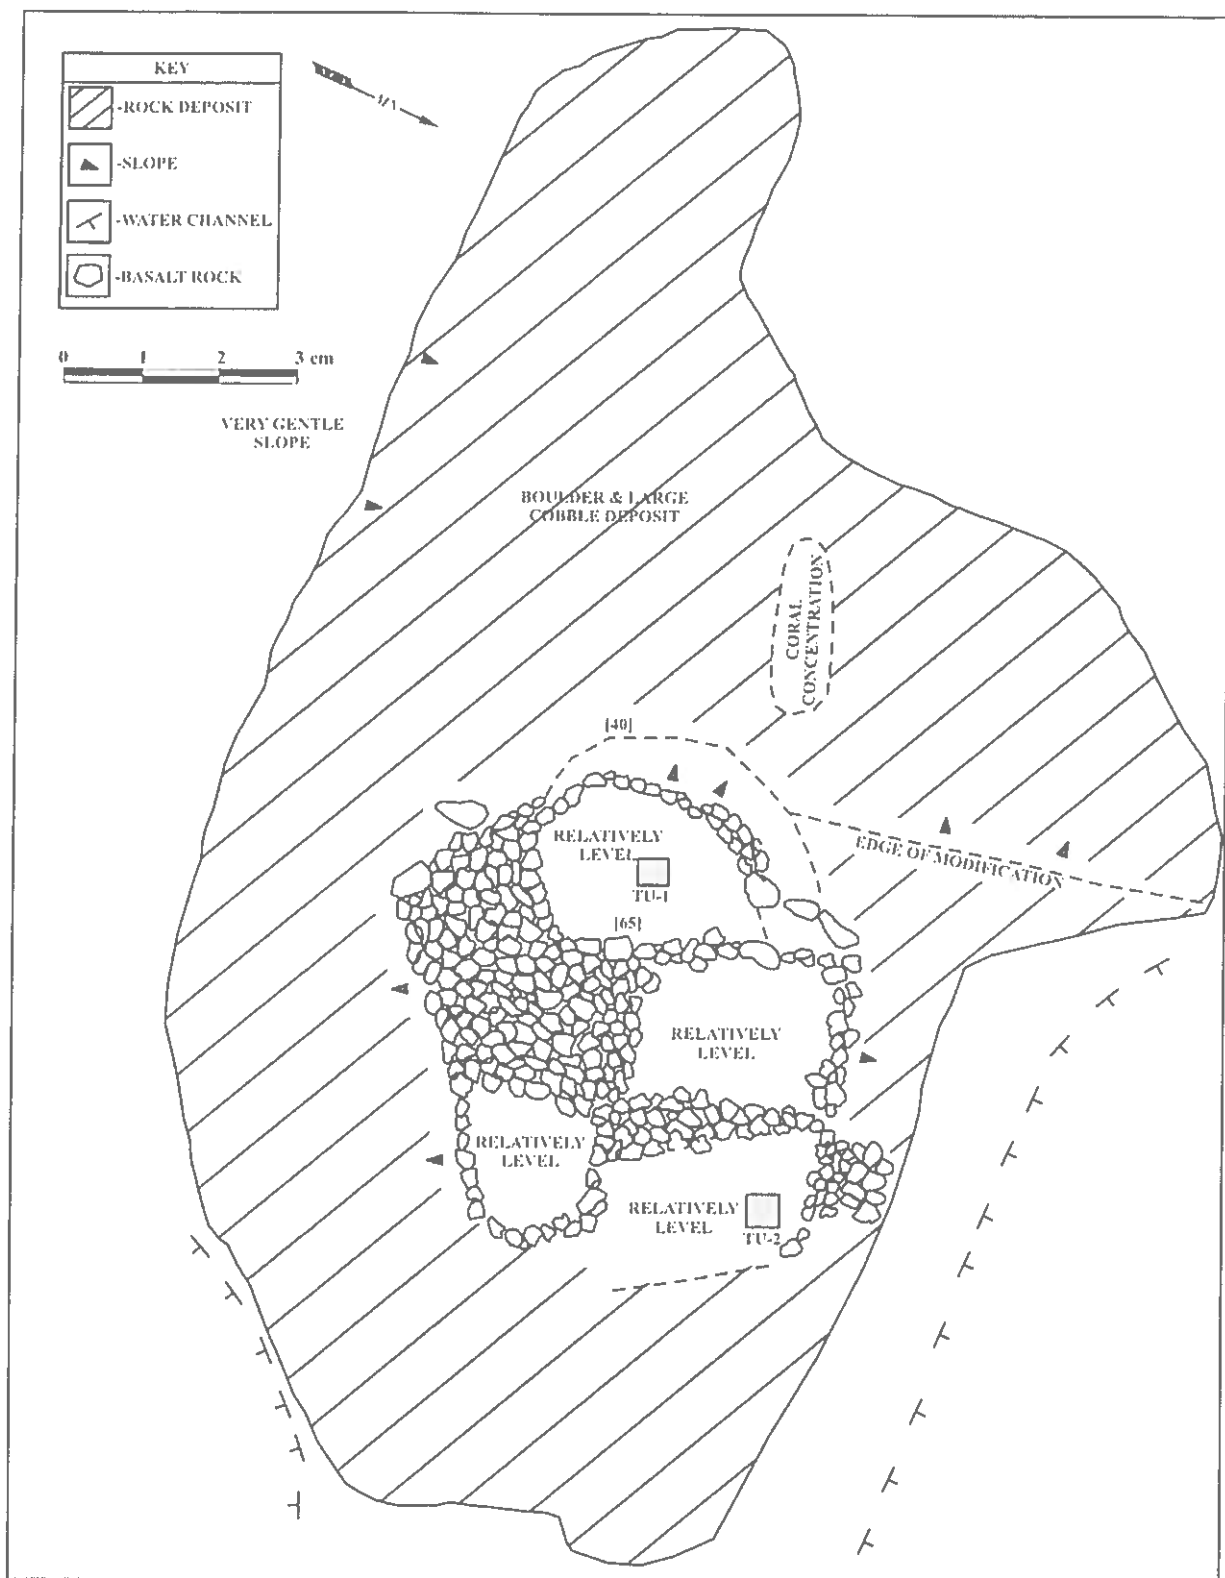 KEY
-ROCK DEPOSIT
-SLOPE
-WATER CHANNEL
-BASALT ROCK
0 1 2 3 cm
VERY GENTLE
SLOPE
BOULDER & LARGE
COBBLE DEPOSIT
CORAL
CONCENTRATION
[40]
RELATIVELY
LEVEL
TU-1
EDGE OF MODIFICATION
[65]
RELATIVELY
LEVEL
RELATIVELY
LEVEL
RELATIVELY
LEVEL
TU-2